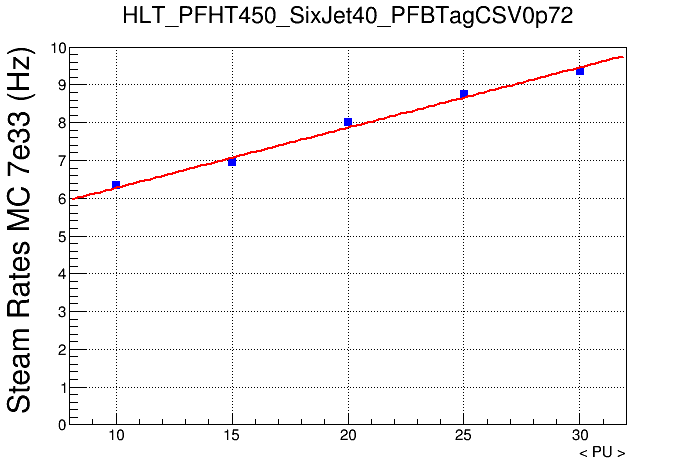 HLT_PFHT450_SixJet40_PFBTagCSV0p72
Steam Rates MC 7e33 (Hz)
10
9
8
7
6
5
4
3
2
1
0
10 15 20 25 30
< PU >